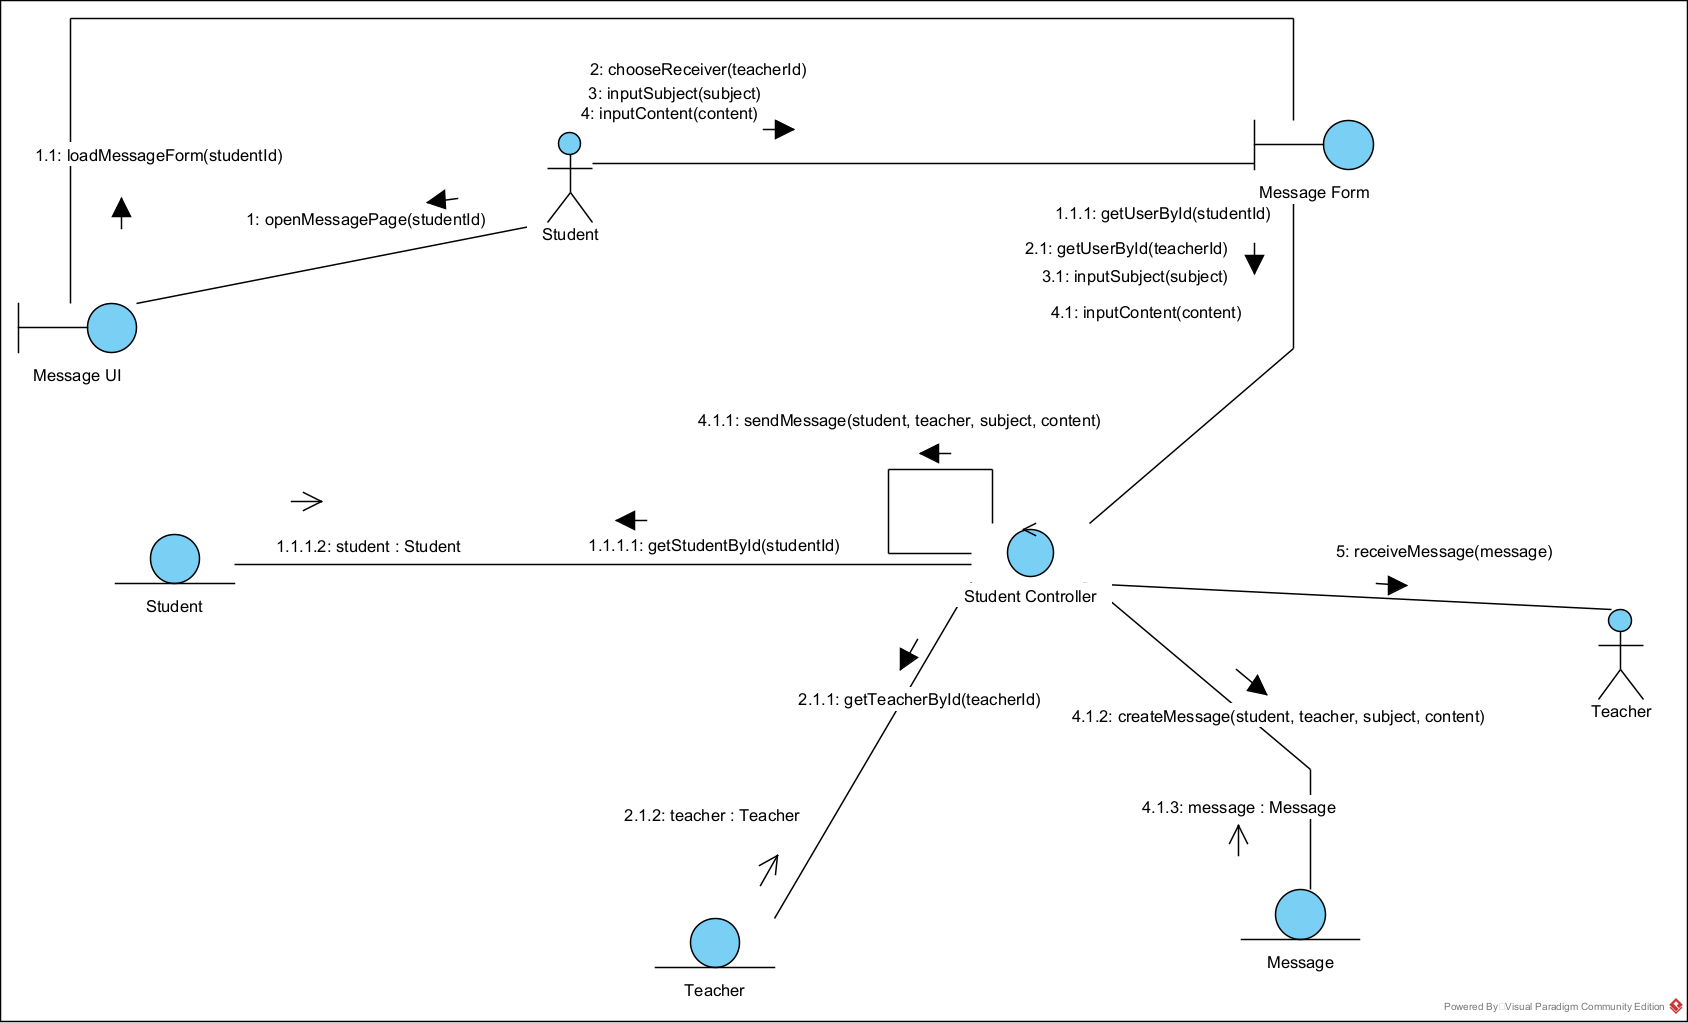 2: chooseReceiver(teacherId)
3: inputSubject(subject)
4: inputContent(content)
1.1: loadMessageForm(studentId)
Message Form
1: openMessagePage(studentId)
1.1.1: getUserById(studentId)
Student
2.1: getUserById(teacherId)
3.1: inputSubject(subject)
4.1: inputContent(content)
Message UI
4.1.1: sendMessage(student, teacher, subject, content)
1.1.1.2: student : Student
1.1.1.1: getStudentById(studentId)
5: receiveMessage(message)
Student
Student Controller
2.1.1: getTeacherById(teacherId)
4.1.2: createMessage(student, teacher, subject, content)
Teacher
4.1.3: message : Message
2.1.2: teacher : Teacher
Message
Teacher
Powered By Visual Paradigm Community Edition